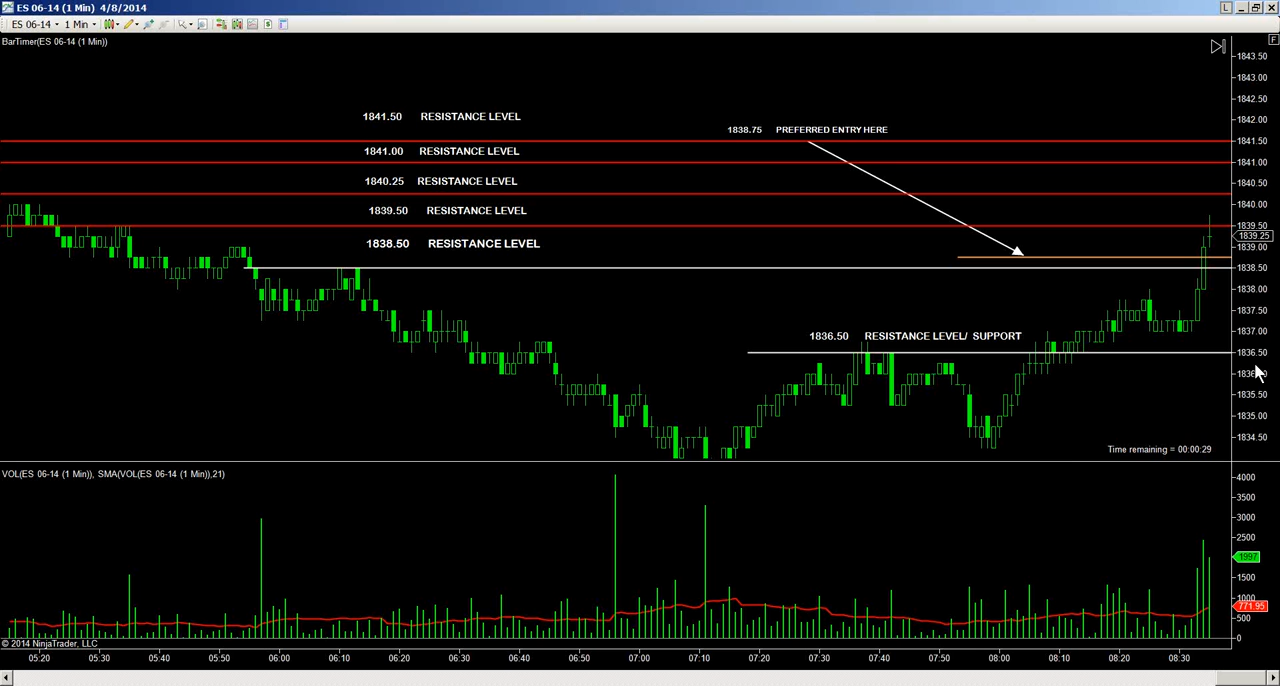 ES 06-14 (1 Min)  4/8/2014
L
ES 06-14
1 Min
$
BarTimer(ES 06-14 (1 Min))
F
1843.50
1843.00
1842.50
1841.50 RESISTANCE LEVEL
1842.00
1838.75 PREFERRED ENTRY HERE
1841.50
1841.00 RESISTANCE LEVEL
1841.00
1840.25 RESISTANCE LEVEL
1840.50
1839.50 RESISTANCE LEVEL
1840.00
1839.50
1839.25
1838.50 RESISTANCE LEVEL
1839.00
1838.50
1838.00
1837.50
1836.50 RESISTANCE LEVEL/ SUPPORT
1837.00
1836.50
1835.50
1835.00
1834.50
Time remaining = 00:00:29
VOL(ES 06-14 (1 Min)), SMA(VOL(ES 06-14 (1 Min)),21)
4000
3500
3000
2500
1997
1500
1000
771.95
500
0
© 2014 NinjaTrader, LLC
05:20 05:30 05:40 05:50 06:00 06:10 06:20 06:30 06:40 06:50 07:00 07:10 07:20 07:30 07:40 07:50 08:00 08:10 08:20 08:30